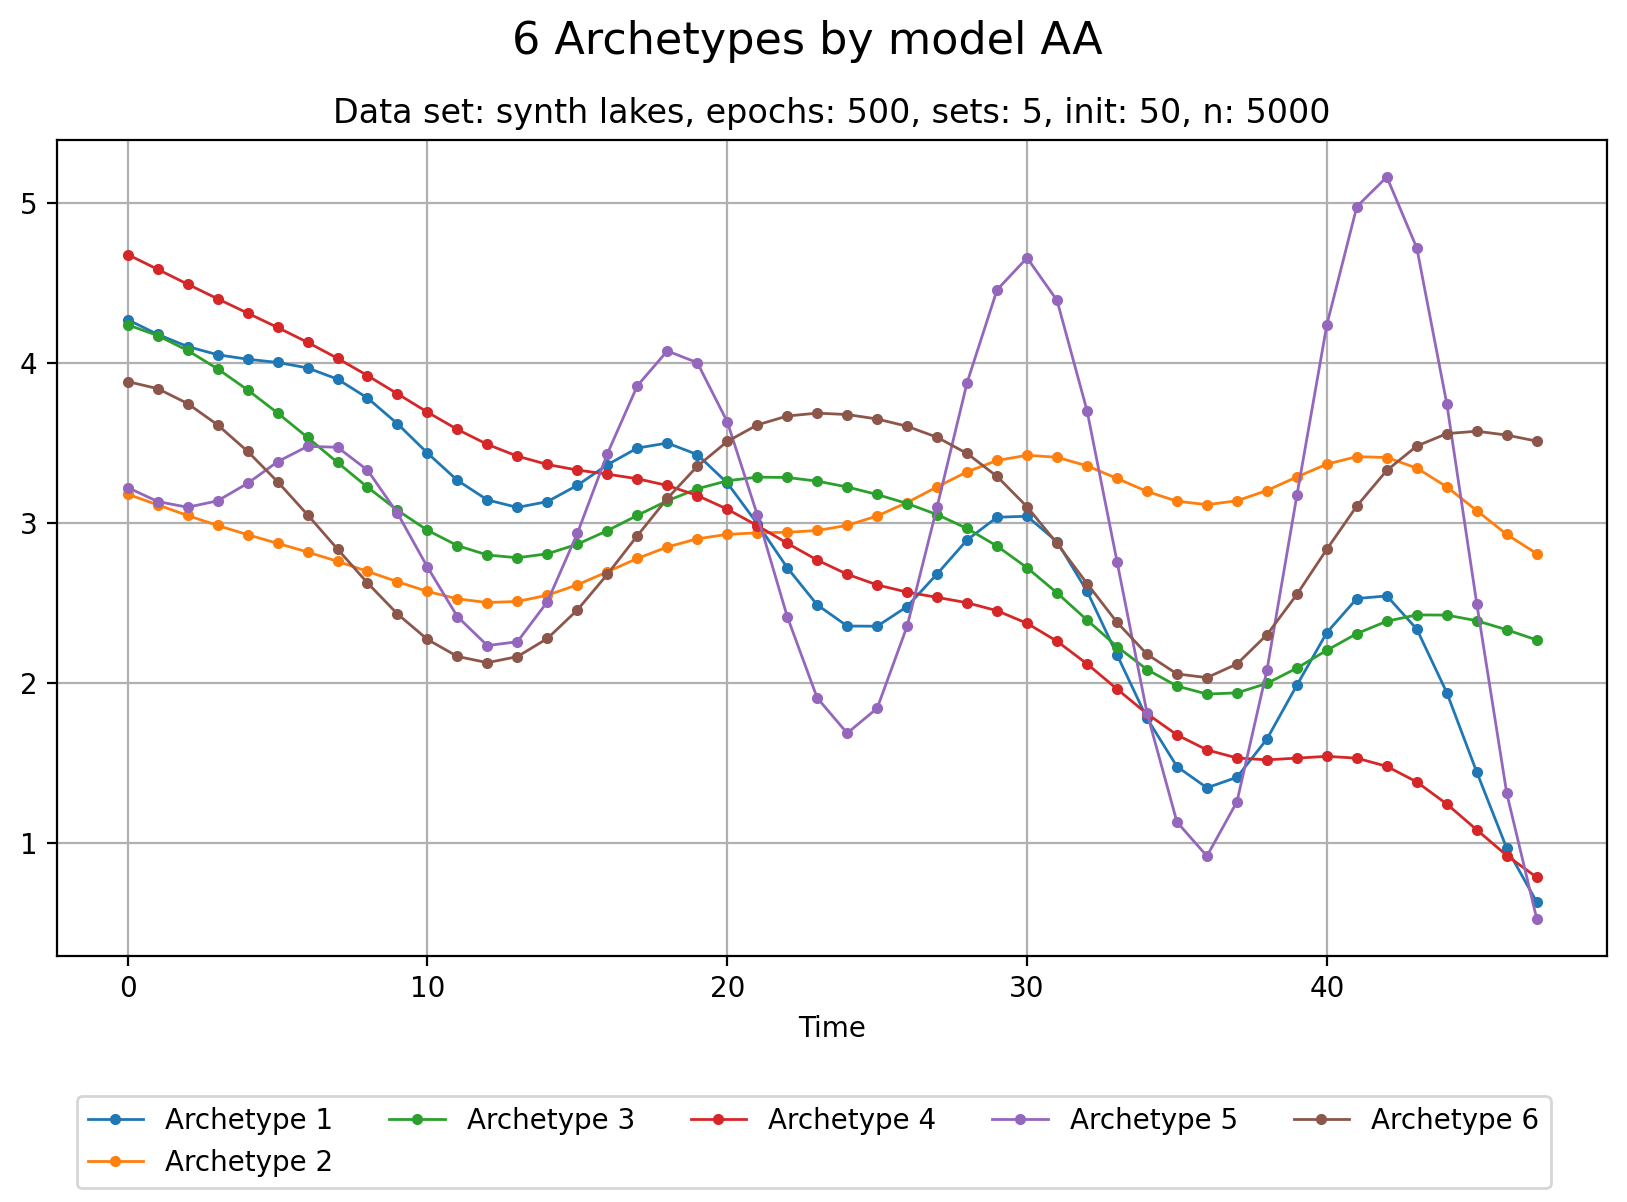 6 Archetypes by model AA
Data set: synth lakes, epochs: 500, sets: 5, init: 50, n: 5000
5
4
3
2
1
0 10 20 30 40
Time
Archetype 1 Archetype 3 Archetype 4 Archetype 5 Archetype 6
Archetype 2